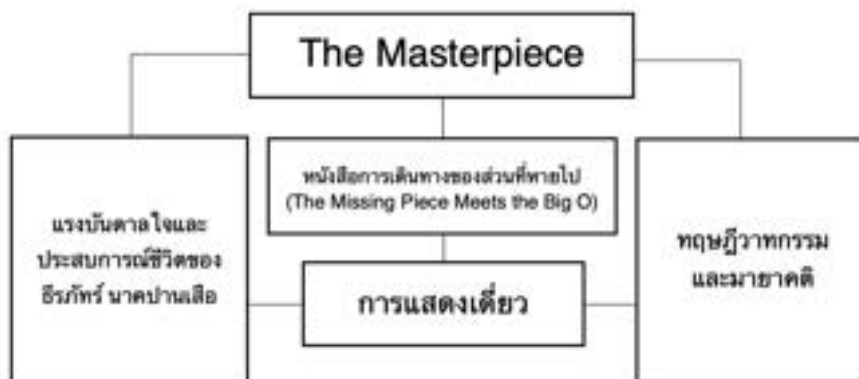 The Masterpiece
หนังสือการเดินทางของส่วนที่หายไป
(The Missing Piece Meets the Big O)
แรงบันดาลใจและ
ประสบการณ์ชีวิตของ
ธีรภัทร์ นาคปานเสือ
ทฤษฎีวาทกรรม
และมายาคติ
การแสดงเดี่ยว